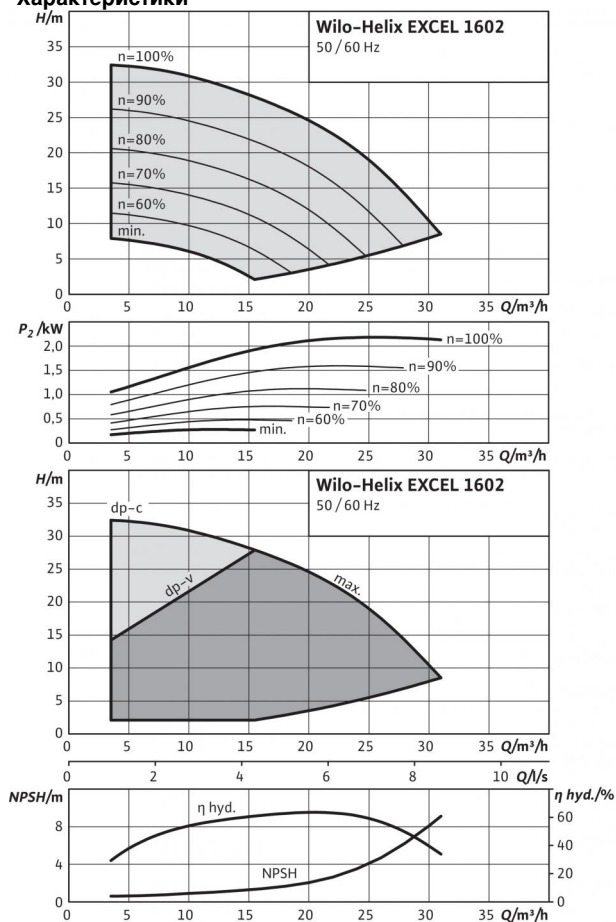 Характеристики
H/m
Wilo-Helix EXCEL 1602
50/60 Hz
35
30
25
20
15
10
5
0
n=100%
n=90%
n=80%
n=70%
n=60%
min.
0 5 10 15 20 25 30 35 Q/m³/h
P₂/kW
2,0
1,5
1,0
0,5
0
n=100%
n=90%
n=80%
n=70%
n=60%
min.
0 5 10 15 20 25 30 35 Q/m³/h
H/m
Wilo-Helix EXCEL 1602
50/60 Hz
35
30
25
20
15
10
5
0
dp-c
dp-v
max.
0 5 10 15 20 25 30 35 Q/m³/h
0 2 4 6 8 10 Q/l/s
NPSH/m
η hyd./%
8
4
0
η hyd.
NPSH
60
40
20
0
0 5 10 15 20 25 30 35 Q/m³/h